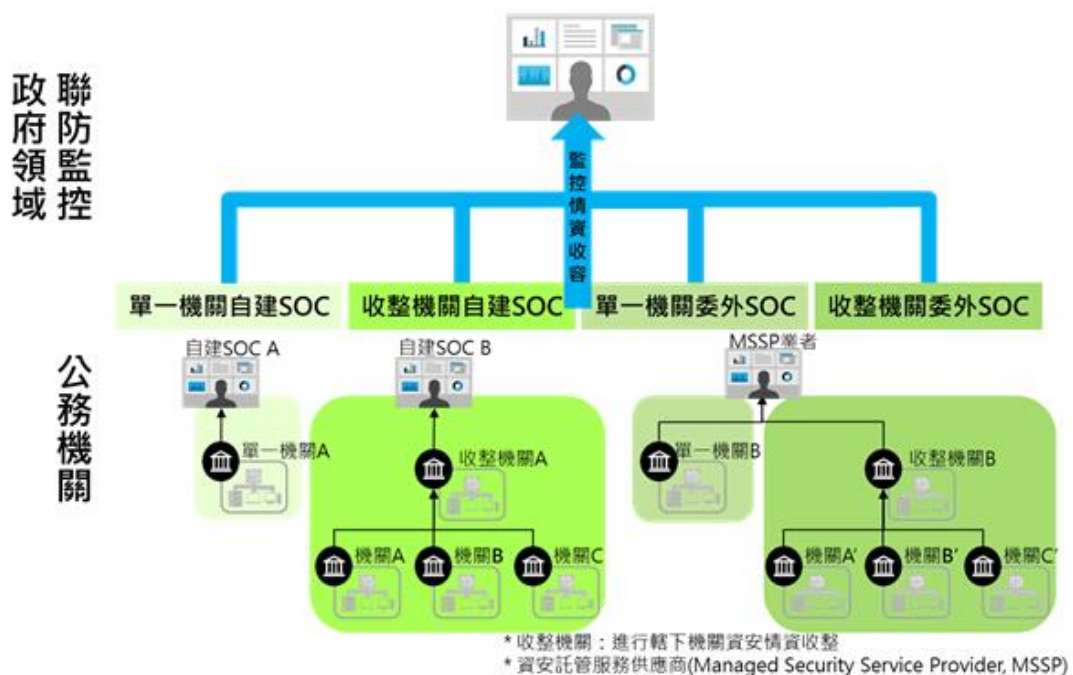 政府領域
聯防監控
監控情資收容
單一機關自建SOC
收整機關自建SOC
單一機關委外SOC
收整機關委外SOC
公務機關
自建SOC A
自建SOC B
MSSP業者
單一機關A
收整機關A
單一機關B
收整機關B
機關A
機關B
機關C
機關A'
機關B'
機關C'
* 收整機關：進行轄下機關資安情資收整
* 資安託管服務供應商(Managed Security Service Provider, MSSP)